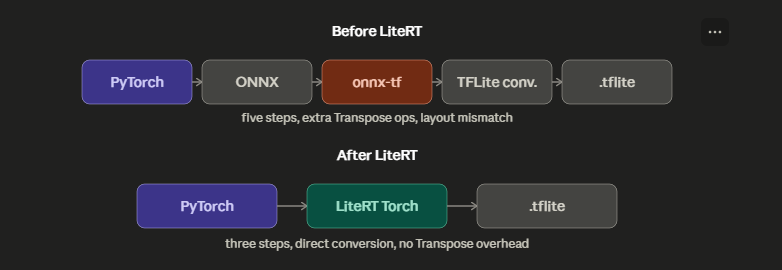 Before LiteRT
PyTorch ONNX onnx-tf TFLite conv. .tflite
five steps, extra Transpose ops, layout mismatch
After LiteRT
PyTorch LiteRT Torch .tflite
three steps, direct conversion, no Transpose overhead